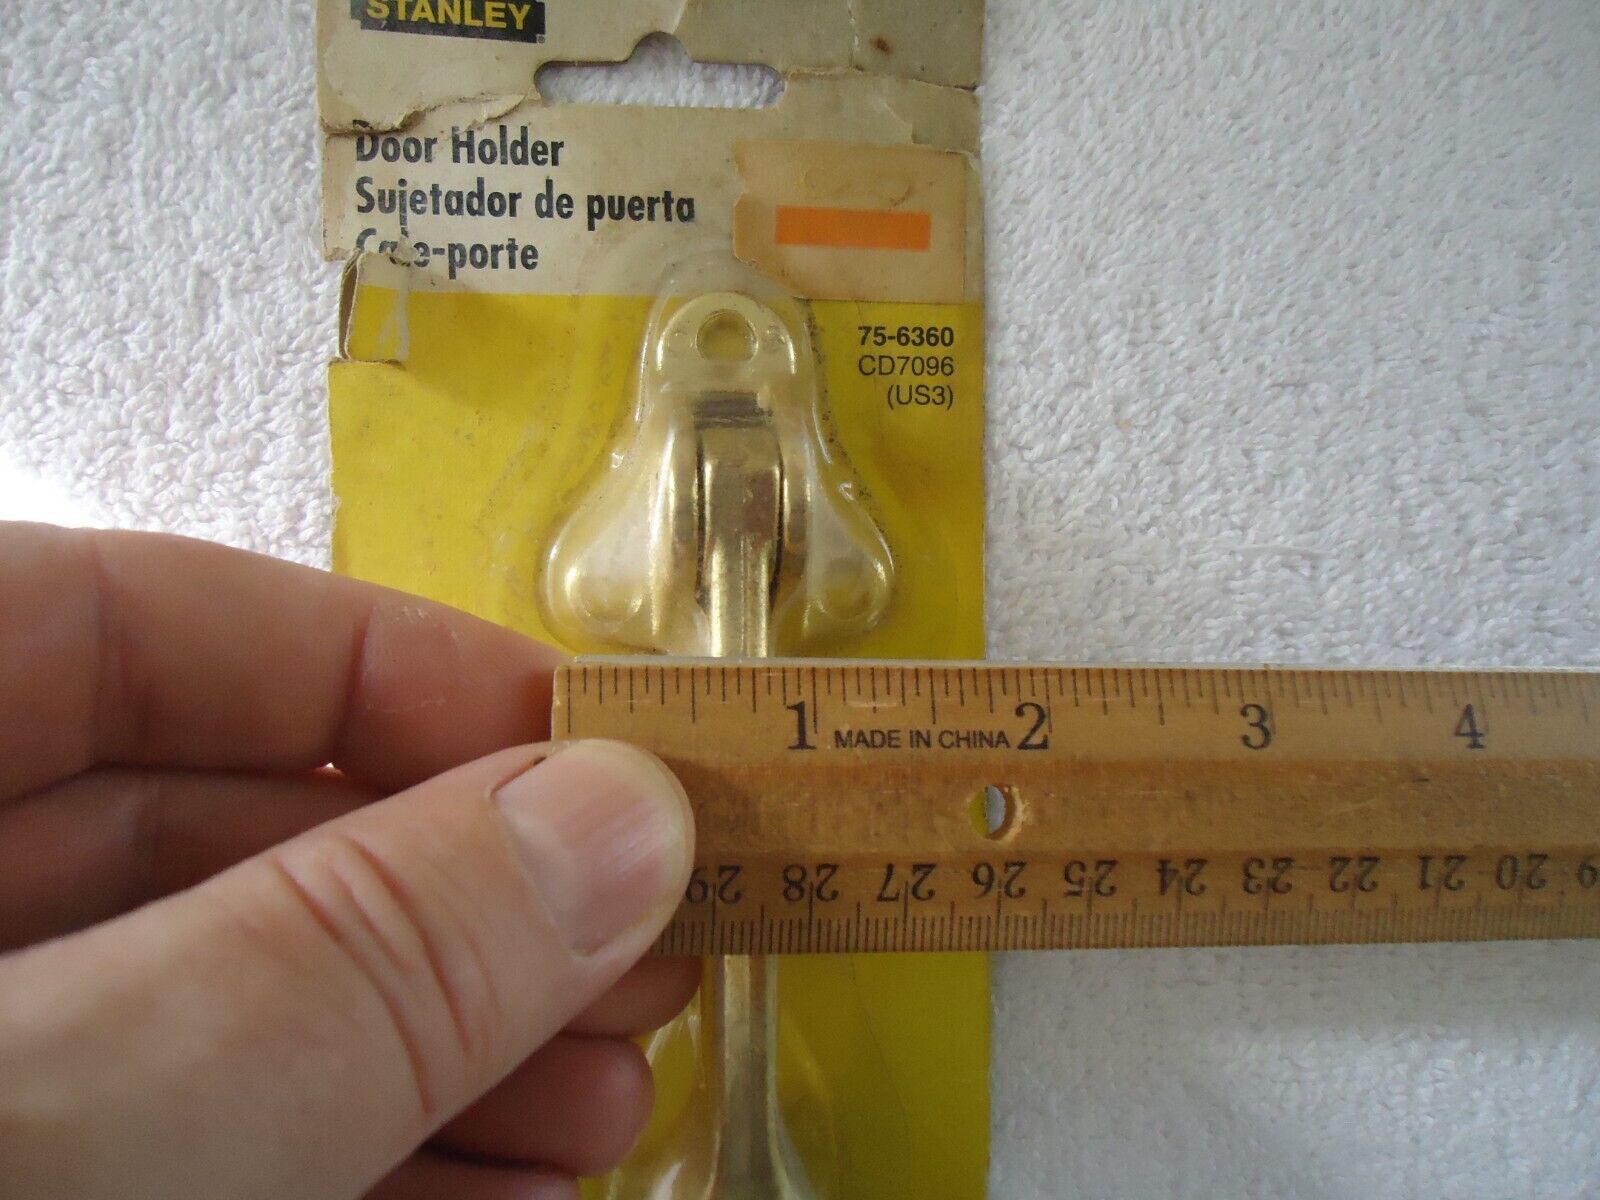 STANLEY
Door Holder
Sujetador de puerta
Cale-porte
75-6360
CD7096
(US3)
1 MADE IN CHINA 2 3 4
29 28 27 26 25 24 23 22 21 20 19